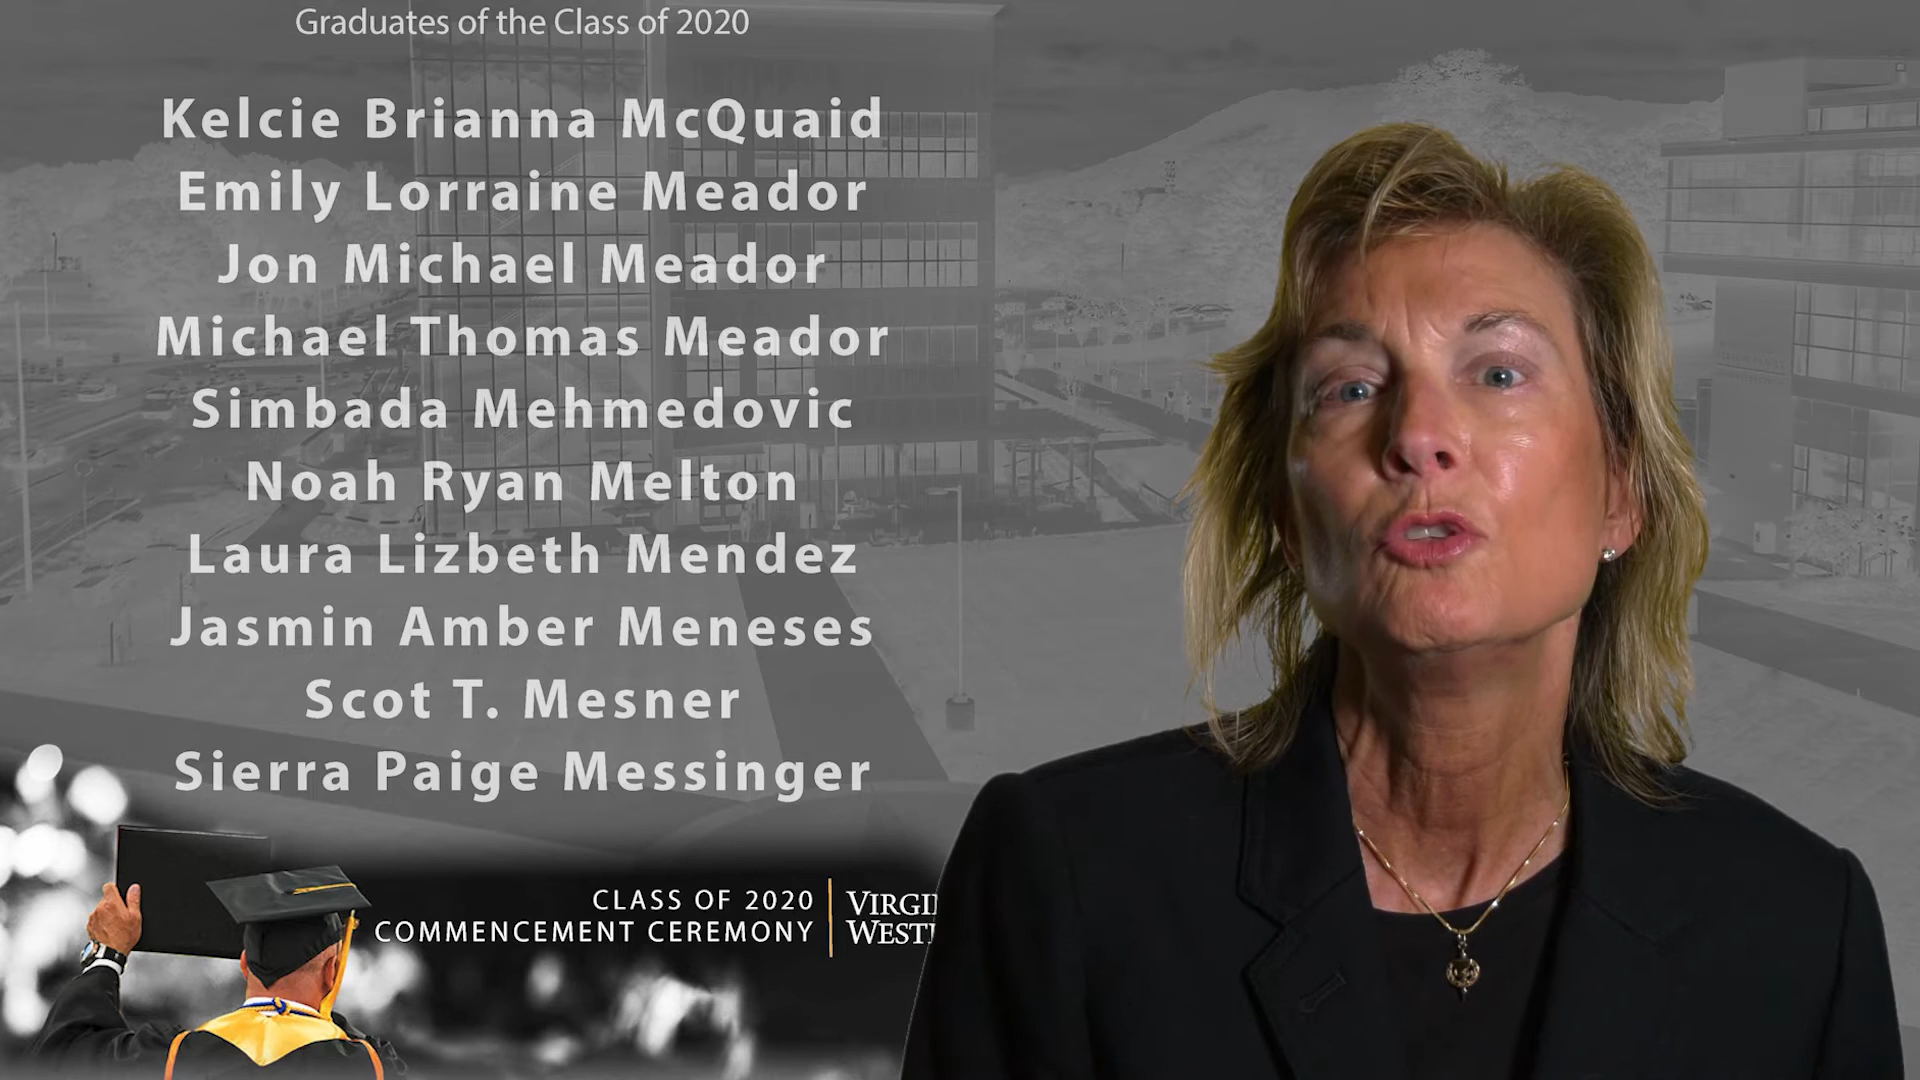 Graduates of the Class of 2020
Kelcie Brianna McQuaid
Emily Lorraine Meador
Jon Michael Meador
Michael Thomas Meador
Simbada Mehmedovic
Noah Ryan Melton
Laura Lizbeth Mendez
Jasmin Amber Meneses
Scot T. Mesner
Sierra Paige Messinger
CLASS OF 2020
COMMENCEMENT CEREMONY